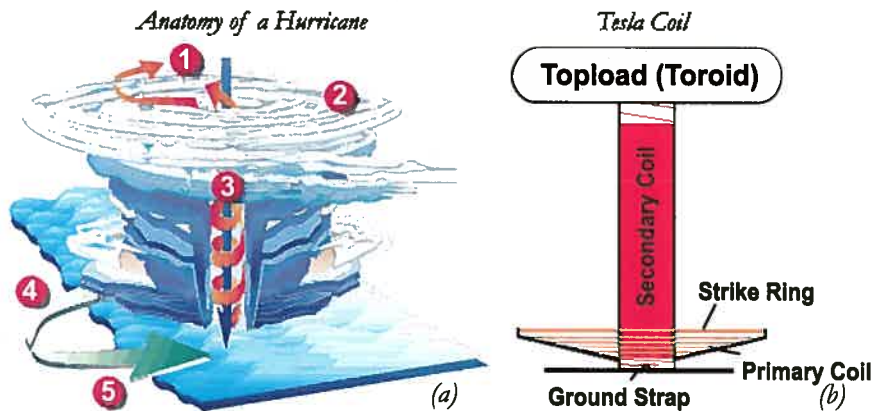 Anatomy of a Hurricane
1
2
3
4
5
(a)
Tesla Coil
Topload (Toroid)
Secondary Coil
Strike Ring
Primary Coil
Ground Strap
(b)